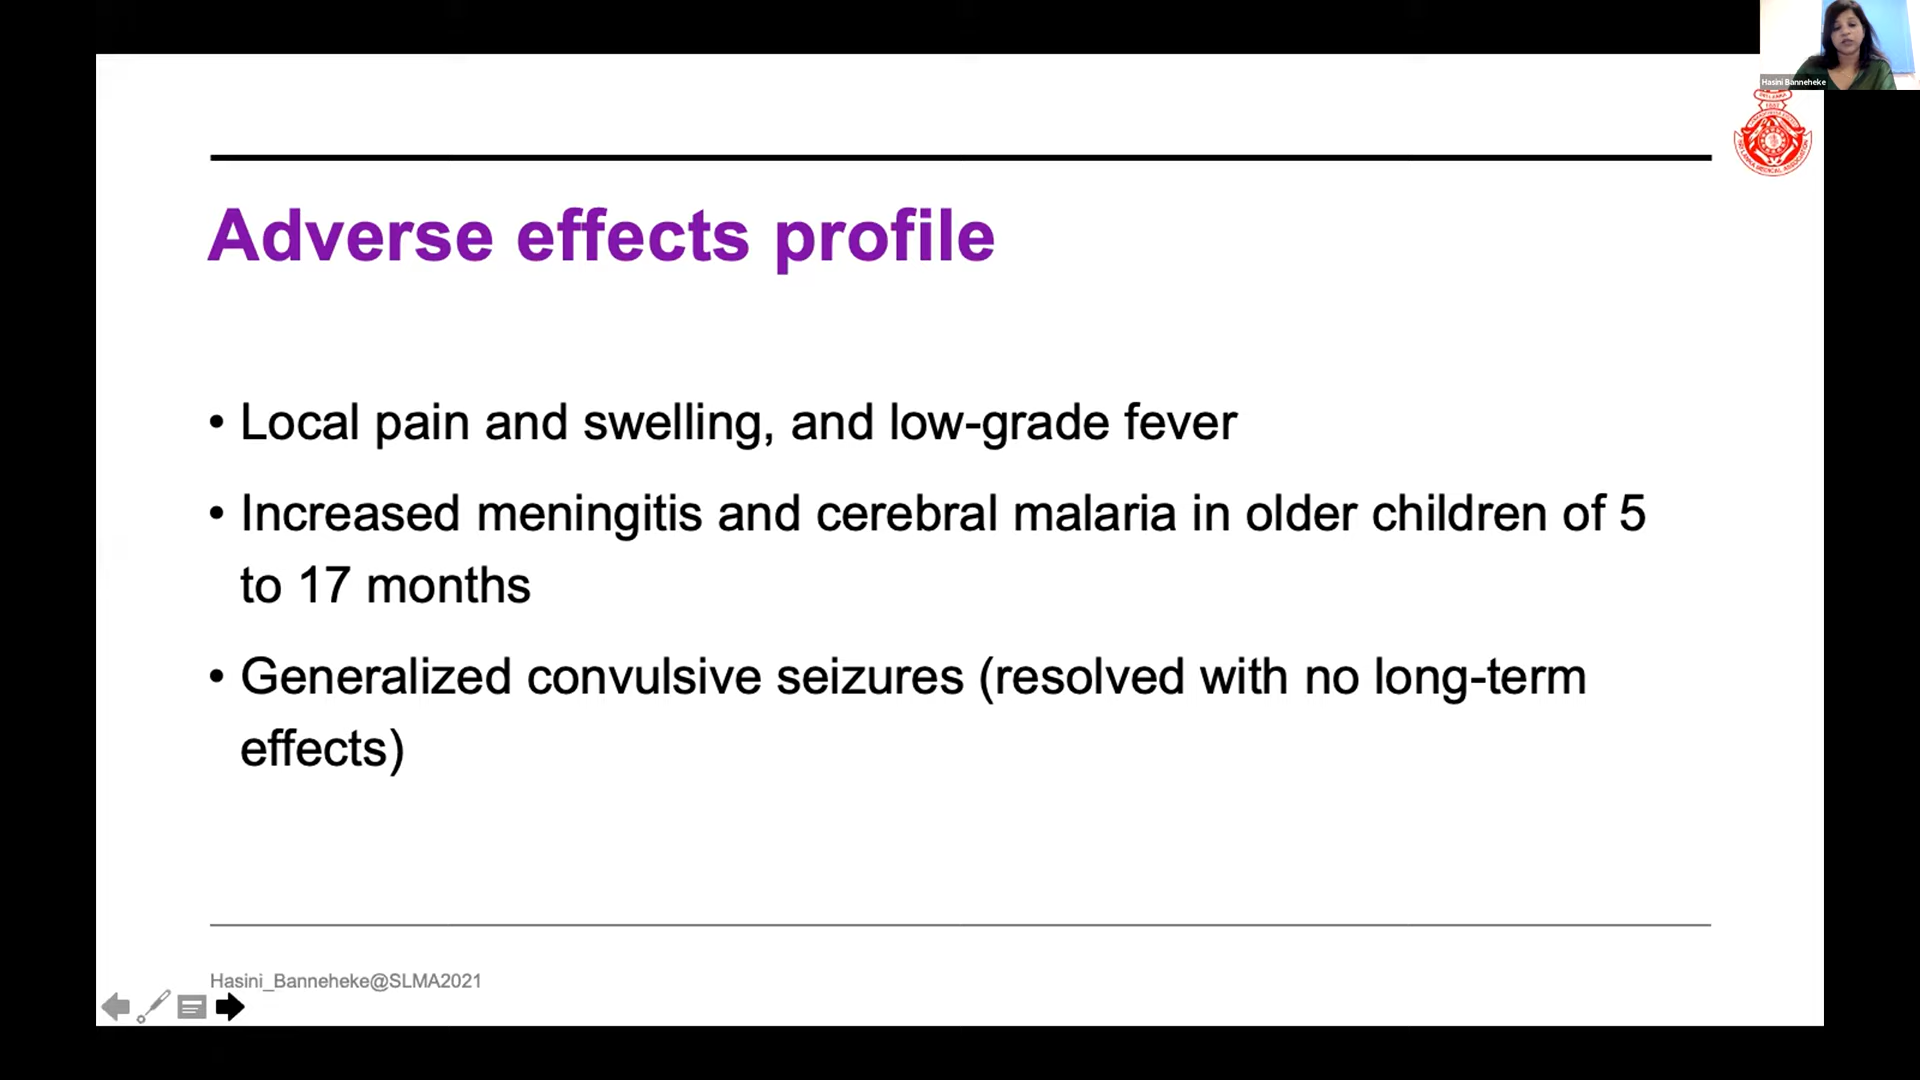 Hasini Banneheke
Adverse effects profile
• Local pain and swelling, and low-grade fever
• Increased meningitis and cerebral malaria in older children of 5
to 17 months
• Generalized convulsive seizures (resolved with no long-term
effects)
Hasini_Banneheke@SLMA2021